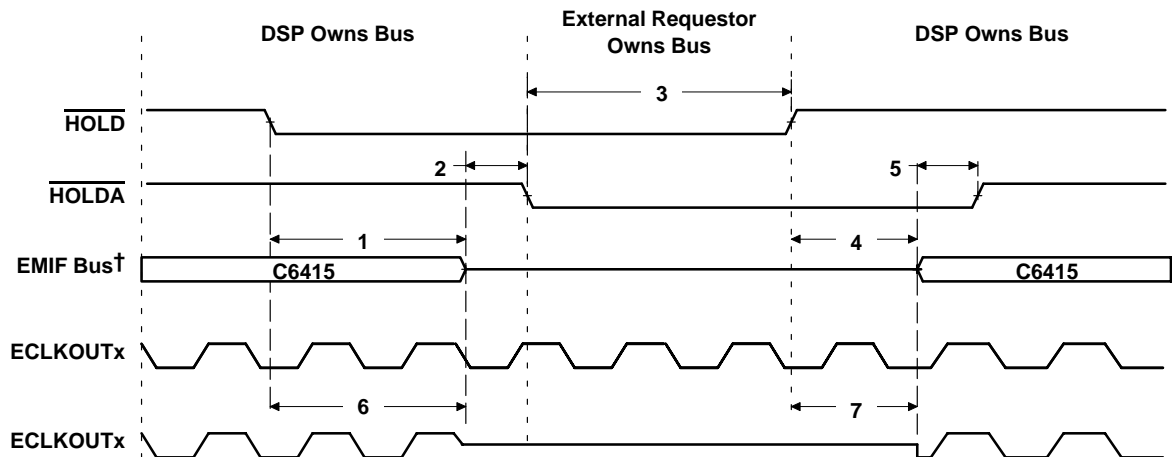 DSP Owns Bus
External Requestor
Owns Bus
DSP Owns Bus
3
HOLD
2
5
HOLDA
1
4
EMIF Bus†
C6415
C6415
ECLKOUTx
6
7
ECLKOUTx